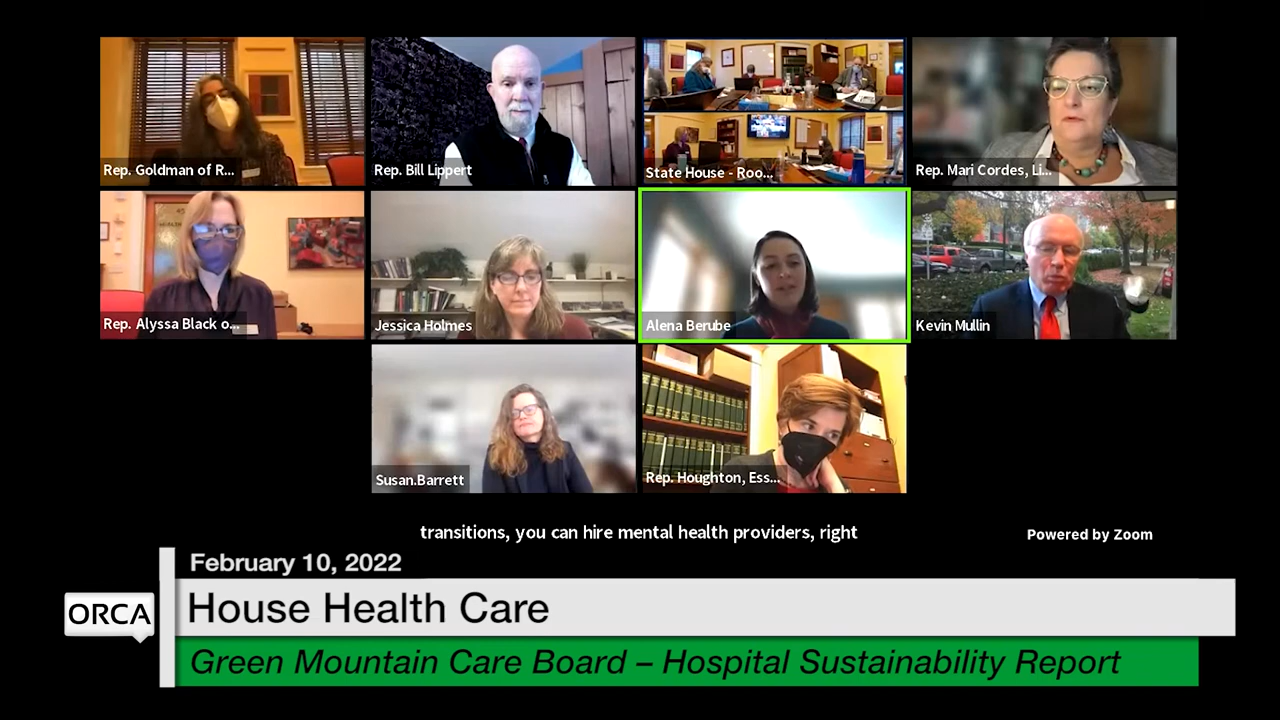 Rep. Goldman of R...
Rep. Bill Lippert
State House - Roo...
Rep. Mari Cordes, Li...
Rep. Alyssa Black o...
Jessica Holmes
Alena Berube
Kevin Mullin
Susan.Barrett
Rep. Houghton, Ess...
transitions, you can hire mental health providers, right
Powered by Zoom
February 10, 2022
ORCA
House Health Care
Green Mountain Care Board – Hospital Sustainability Report